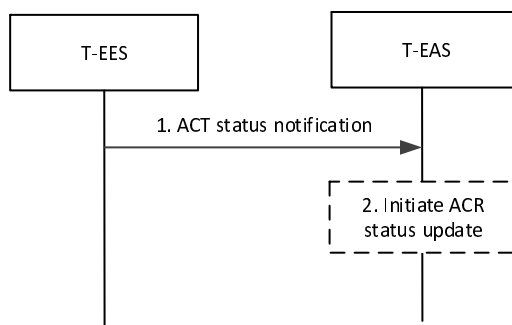 T-EES
T-EAS
1. ACT status notification
2. Initiate ACR
status update